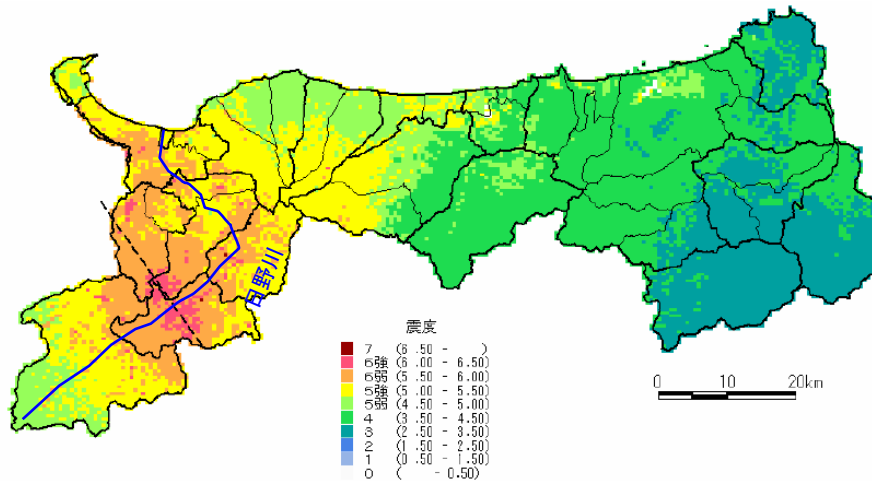 日野川
震度
7 (6.50 - )
6強 (6.00 - 6.50)
6弱 (5.50 - 6.00)
5強 (5.00 - 5.50)
5弱 (4.50 - 5.00)
4 (3.50 - 4.50)
3 (2.50 - 3.50)
2 (1.50 - 2.50)
1 (0.50 - 1.50)
0 ( - 0.50)
0 10 20km